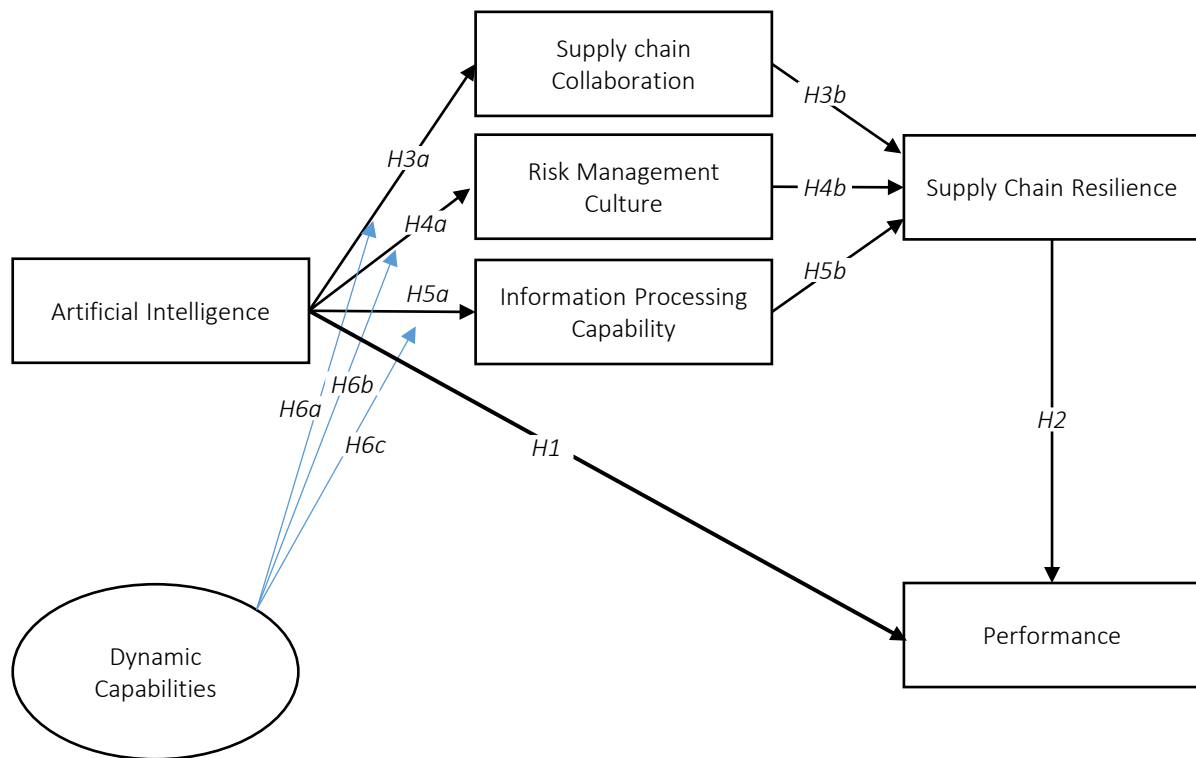 Supply chain
Collaboration
H3b
H3a
Risk Management
Culture
H4b
Supply Chain Resilience
H4a
H5b
Artificial Intelligence
H5a
Information Processing
Capability
H6a
H6b
H6c
H1
H2
Dynamic
Capabilities
Performance